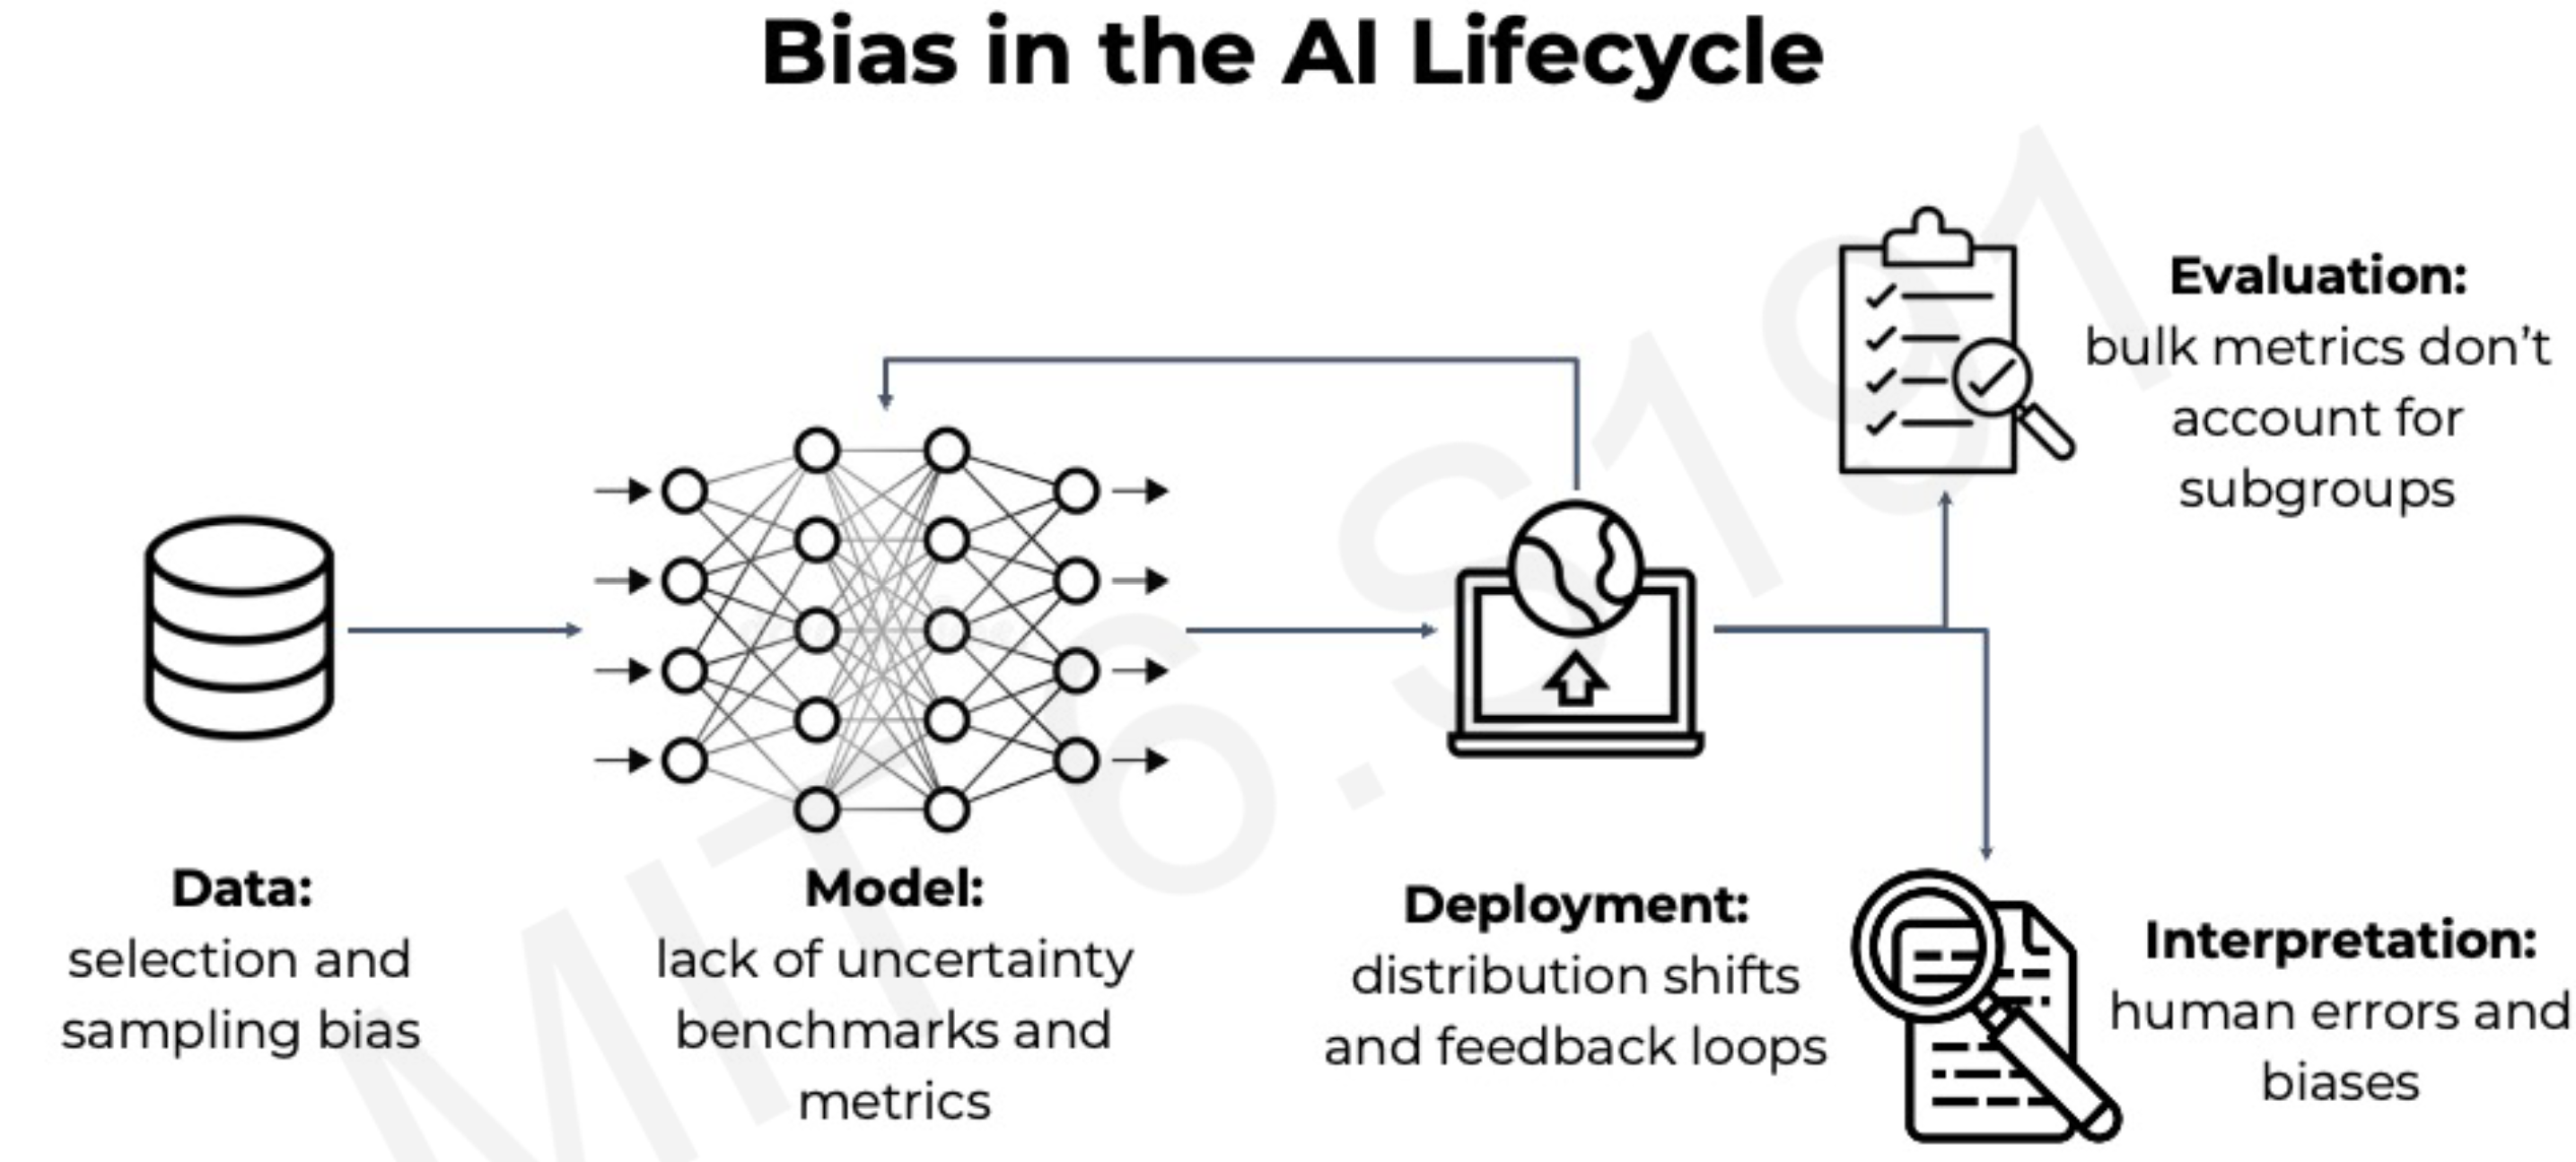 Bias in the AI Lifecycle
Data:
selection and
sampling bias
Model:
lack of uncertainty
benchmarks and
metrics
Deployment:
distribution shifts
and feedback loops
Evaluation:
bulk metrics don't
account for
subgroups
Interpretation:
human errors and
biases
MIT 6.S191